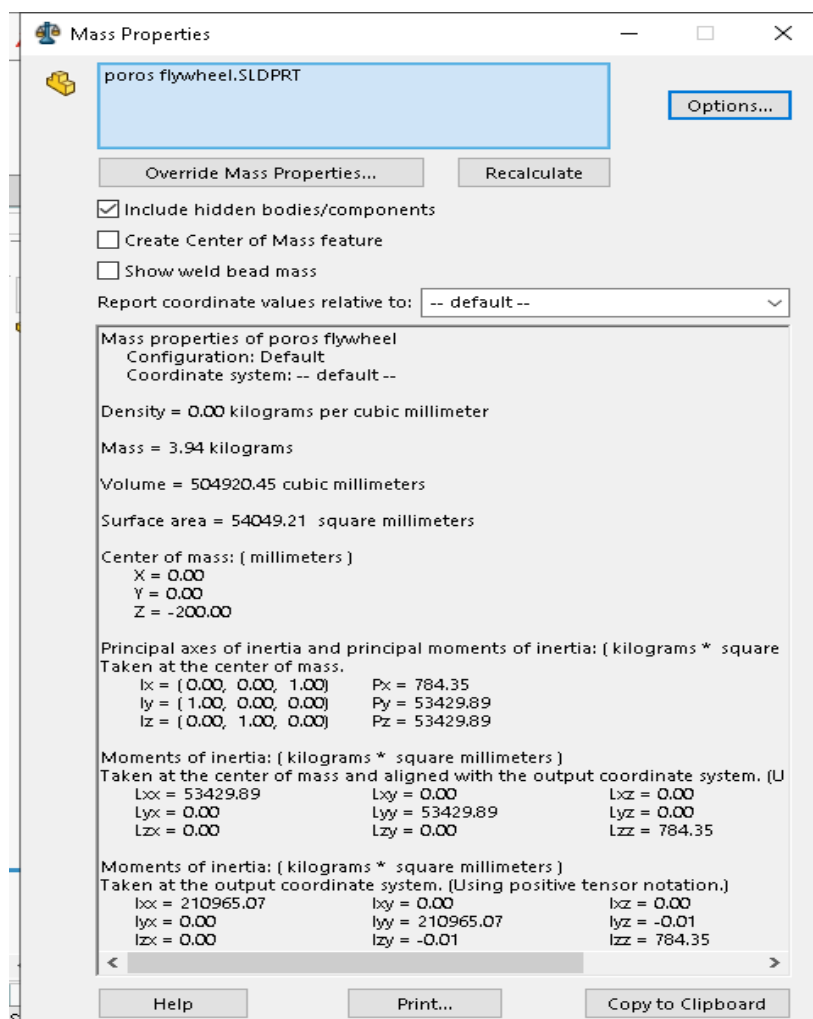 Mass Properties
poros flywheel.SLDPRT
Options...
Override Mass Properties...
Recalculate
Include hidden bodies/components
Create Center of Mass feature
Show weld bead mass
Report coordinate values relative to: -- default --
Mass properties of poros flywheel
Configuration: Default
Coordinate system: -- default --
Density = 0.00 kilograms per cubic millimeter
Mass = 3.94 kilograms
Volume = 504920.45 cubic millimeters
Surface area = 54049.21 square millimeters
Center of mass: ( millimeters )
X = 0.00
Y = 0.00
Z = -200.00
Principal axes of inertia and principal moments of inertia: ( kilograms * square
Taken at the center of mass.
Ix = ( 0.00, 0.00, 1.00) Px = 784.35
Iy = ( 1.00, 0.00, 0.00) Py = 53429.89
Iz = ( 0.00, 1.00, 0.00) Pz = 53429.89
Moments of inertia: ( kilograms * square millimeters )
Taken at the center of mass and aligned with the output coordinate system. (U
Lxx = 53429.89 Lxy = 0.00 Lxz = 0.00
Lyx = 0.00 Lyy = 53429.89 Lyz = 0.00
Lzx = 0.00 Lzy = 0.00 Lzz = 784.35
Moments of inertia: ( kilograms * square millimeters )
Taken at the output coordinate system. (Using positive tensor notation.)
Ixx = 210965.07 Ixy = 0.00 Ixz = 0.00
Iyx = 0.00 Iyy = 210965.07 Iyz = -0.01
Izx = 0.00 Izy = -0.01 Izz = 784.35
Help
Print...
Copy to Clipboard